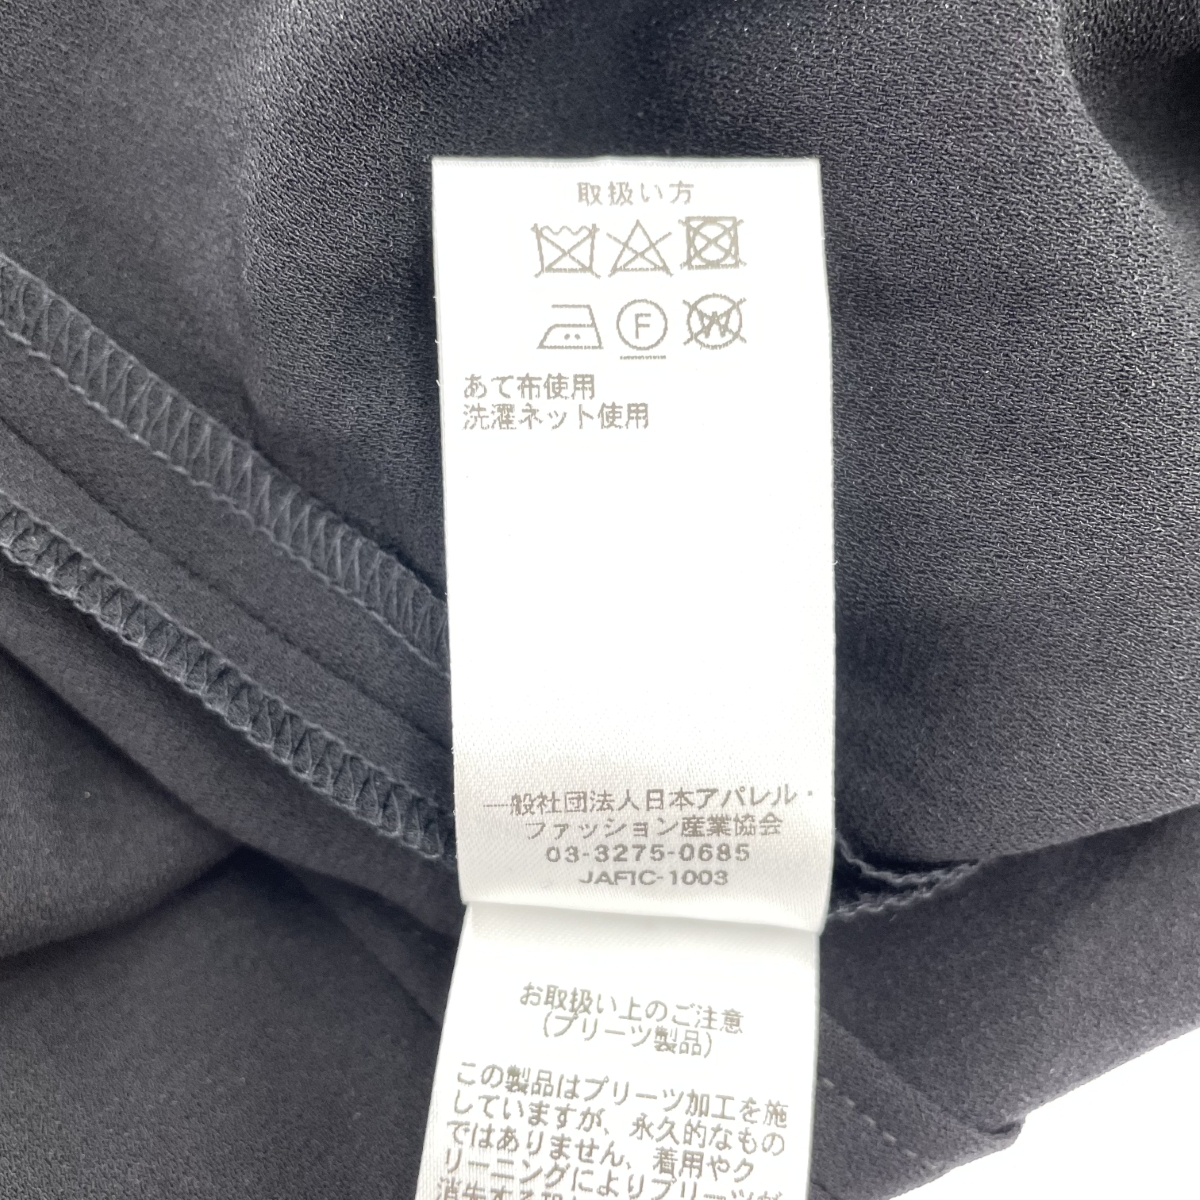 取扱い方
F
W
あて布使用
洗濯ネット使用
一般社団法人日本アパレル・
ファッション産業協会
03-3275-0685
JAFIC-1003
お取扱い上のご注意
(プリーツ製品)
この製品はプリーツ加工を施
していますが、永久的なもの
ではありません、着用やク
リーニングによりプリーツが
消失する